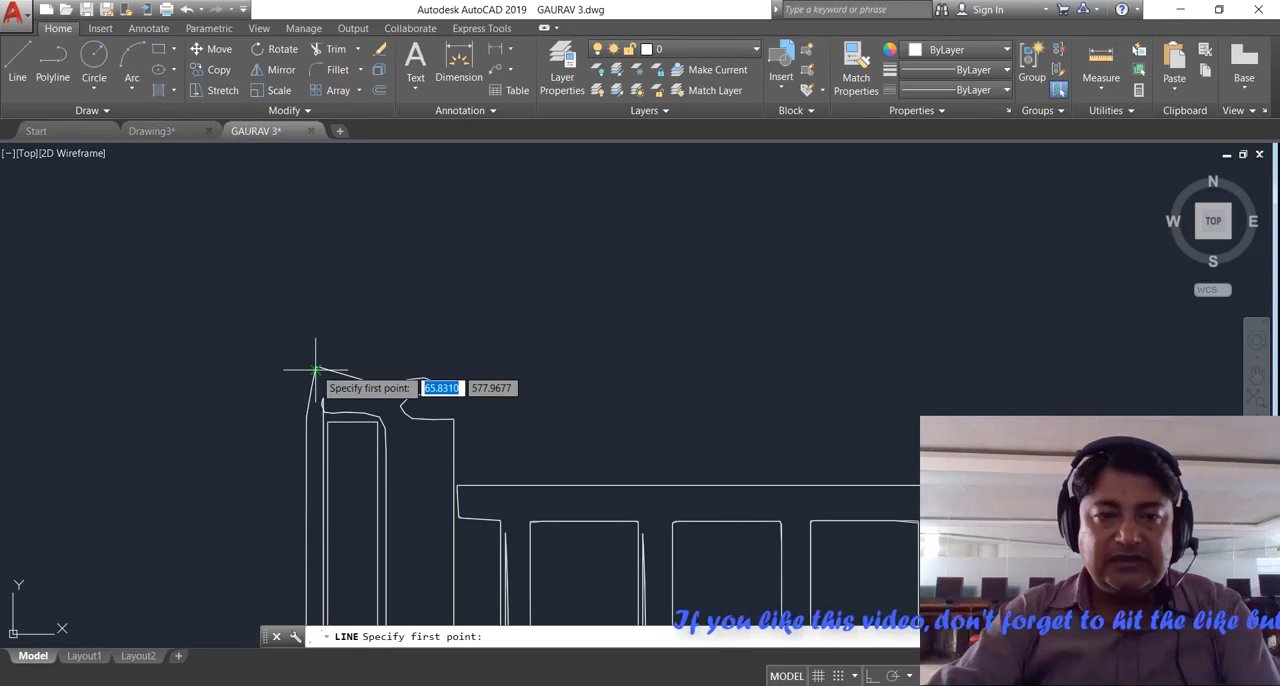 Autodesk AutoCAD 2019 GAURAV 3.dwg
Type a keyword or phrase
Sign In
Home Insert Annotate Parametric View Manage Output Collaborate Express Tools
Line Polyline Circle Arc
Move Rotate Trim
Copy Mirror Fillet
Stretch Scale Array
Text Dimension
Table
Layer
Properties
0
Make Current
Match Layer
Insert
Match
Properties
ByLayer
ByLayer
ByLayer
Group
Measure
Paste
Base
Draw Modify Annotation Layers Block Properties Groups Utilities Clipboard View
Start Drawing3* GAURAV 3*
[−][Top][2D Wireframe]
N
W TOP E
S
WCS
Specify first point: 65.8310 577.9677
Y
X
If you like this video, don't forget to hit the like but
LINE Specify first point:
Model Layout1 Layout2
MODEL